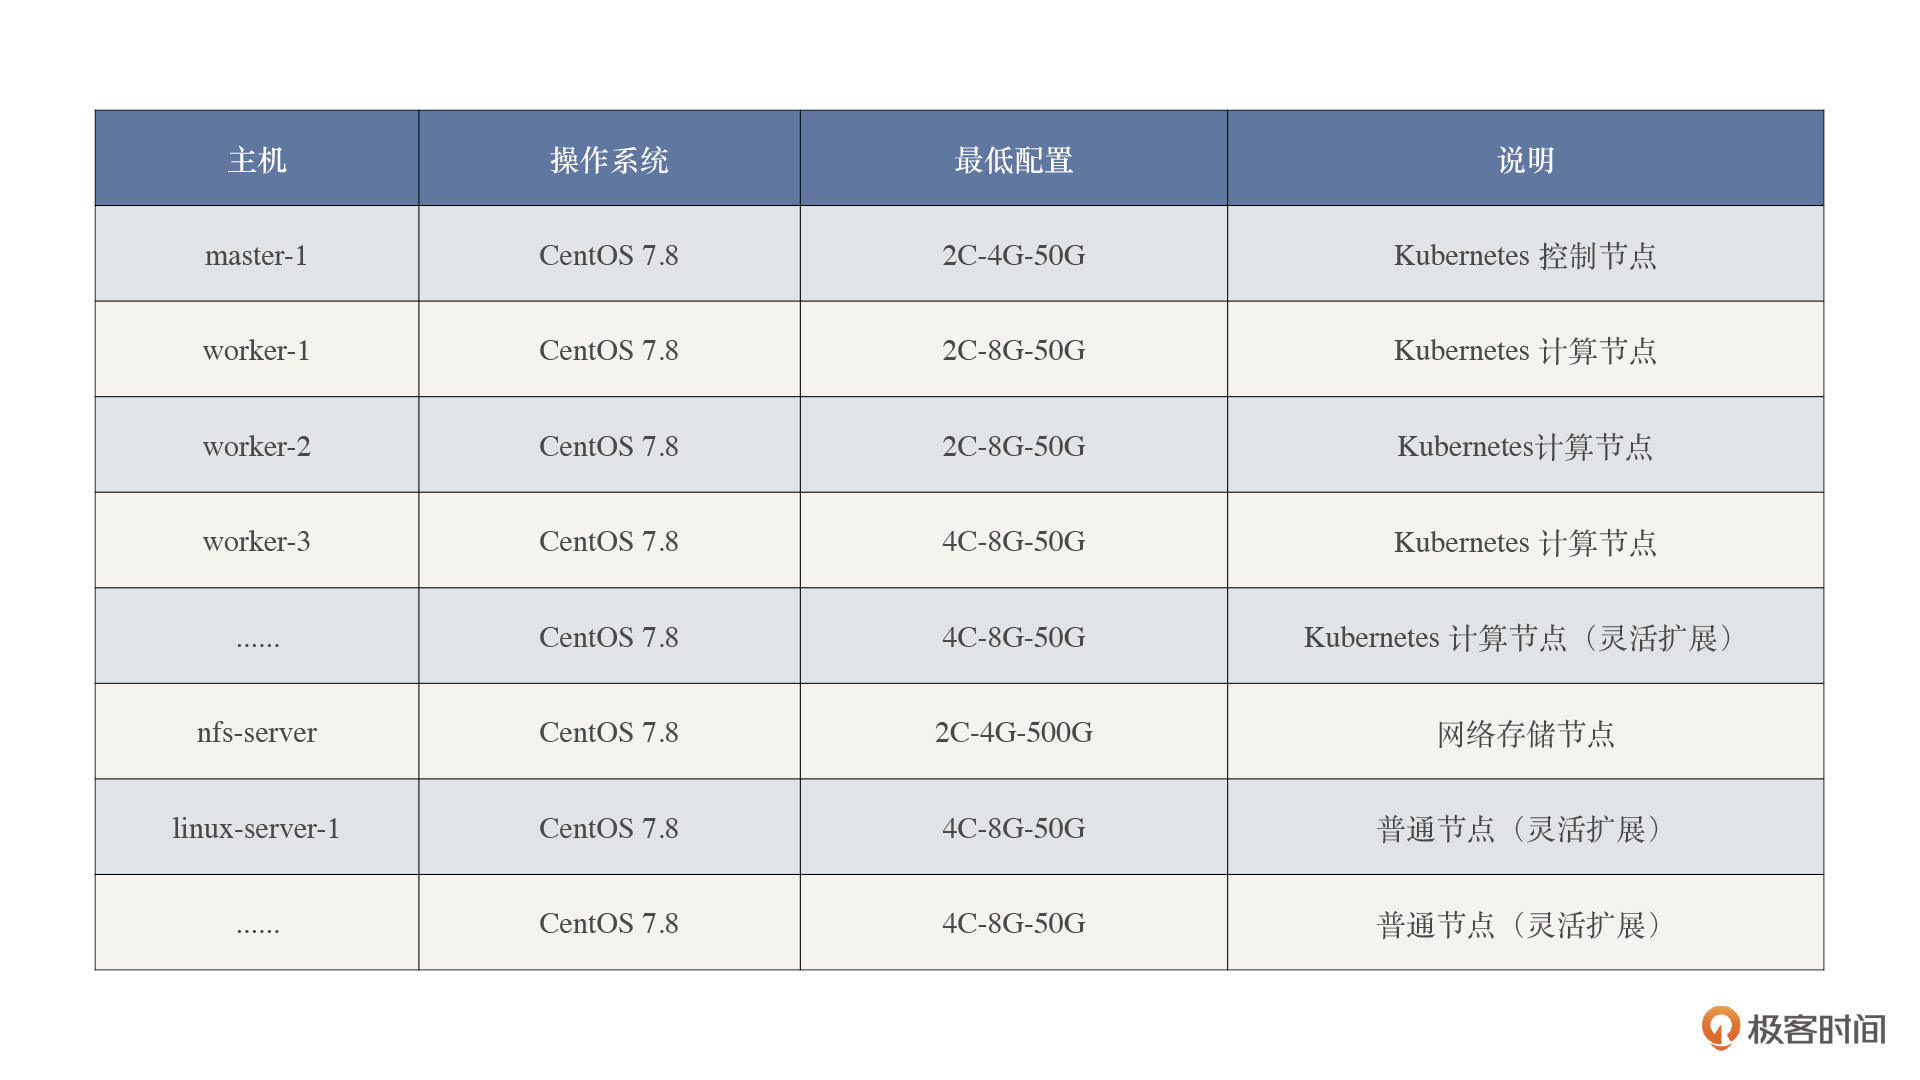 主机 操作系统 最低配置 说明
master-1 CentOS 7.8 2C-4G-50G Kubernetes 控制节点
worker-1 CentOS 7.8 2C-8G-50G Kubernetes 计算节点
worker-2 CentOS 7.8 2C-8G-50G Kubernetes计算节点
worker-3 CentOS 7.8 4C-8G-50G Kubernetes 计算节点
...... CentOS 7.8 4C-8G-50G Kubernetes 计算节点（灵活扩展）
nfs-server CentOS 7.8 2C-4G-500G 网络存储节点
linux-server-1 CentOS 7.8 4C-8G-50G 普通节点（灵活扩展）
...... CentOS 7.8 4C-8G-50G 普通节点（灵活扩展）
极客时间